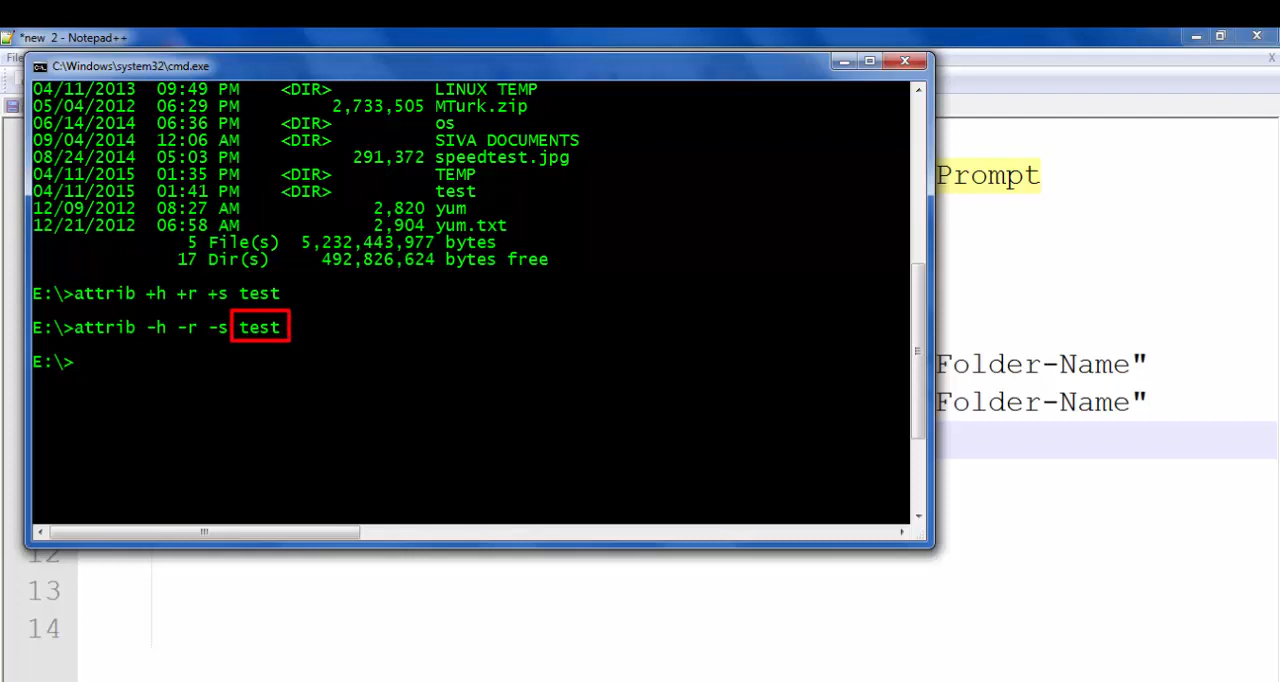 *new 2 - Notepad++
File
C:\Windows\system32\cmd.exe
04/11/2013 09:49 PM <DIR> LINUX TEMP
05/04/2012 06:29 PM 2,733,505 MTurk.zip
06/14/2014 06:36 PM <DIR> os
09/04/2014 12:06 AM <DIR> SIVA DOCUMENTS
08/24/2014 05:03 PM 291,372 speedtest.jpg
04/11/2015 01:35 PM <DIR> TEMP
04/11/2015 01:41 PM <DIR> test
12/09/2012 08:27 AM 2,820 yum
12/21/2012 06:58 AM 2,904 yum.txt
5 File(s) 5,232,443,977 bytes
17 Dir(s) 492,826,624 bytes free
E:\>attrib +h +r +s test
E:\>attrib -h -r -s test
E:\>
Prompt
Folder-Name"
Folder-Name"
12
13
14